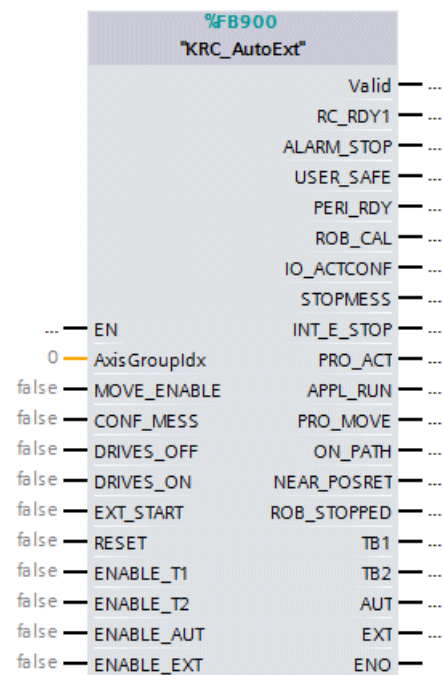 %FB900
"KRC_AutoExt"
Valid ...
RC_RDY1 ...
ALARM_STOP ...
USER_SAFE ...
PERI_RDY ...
ROB_CAL ...
IO_ACTCONF ...
STOPMESS ...
... EN INT_E_STOP ...
0 AxisGroupIdx PRO_ACT ...
false MOVE_ENABLE APPL_RUN ...
false CONF_MESS PRO_MOVE ...
false DRIVES_OFF ON_PATH ...
false DRIVES_ON NEAR_POSRET ...
false EXT_START ROB_STOPPED ...
false RESET TB1 ...
false ENABLE_T1 TB2 ...
false ENABLE_T2 AUT ...
false ENABLE_AUT EXT ...
false ENABLE_EXT ENO